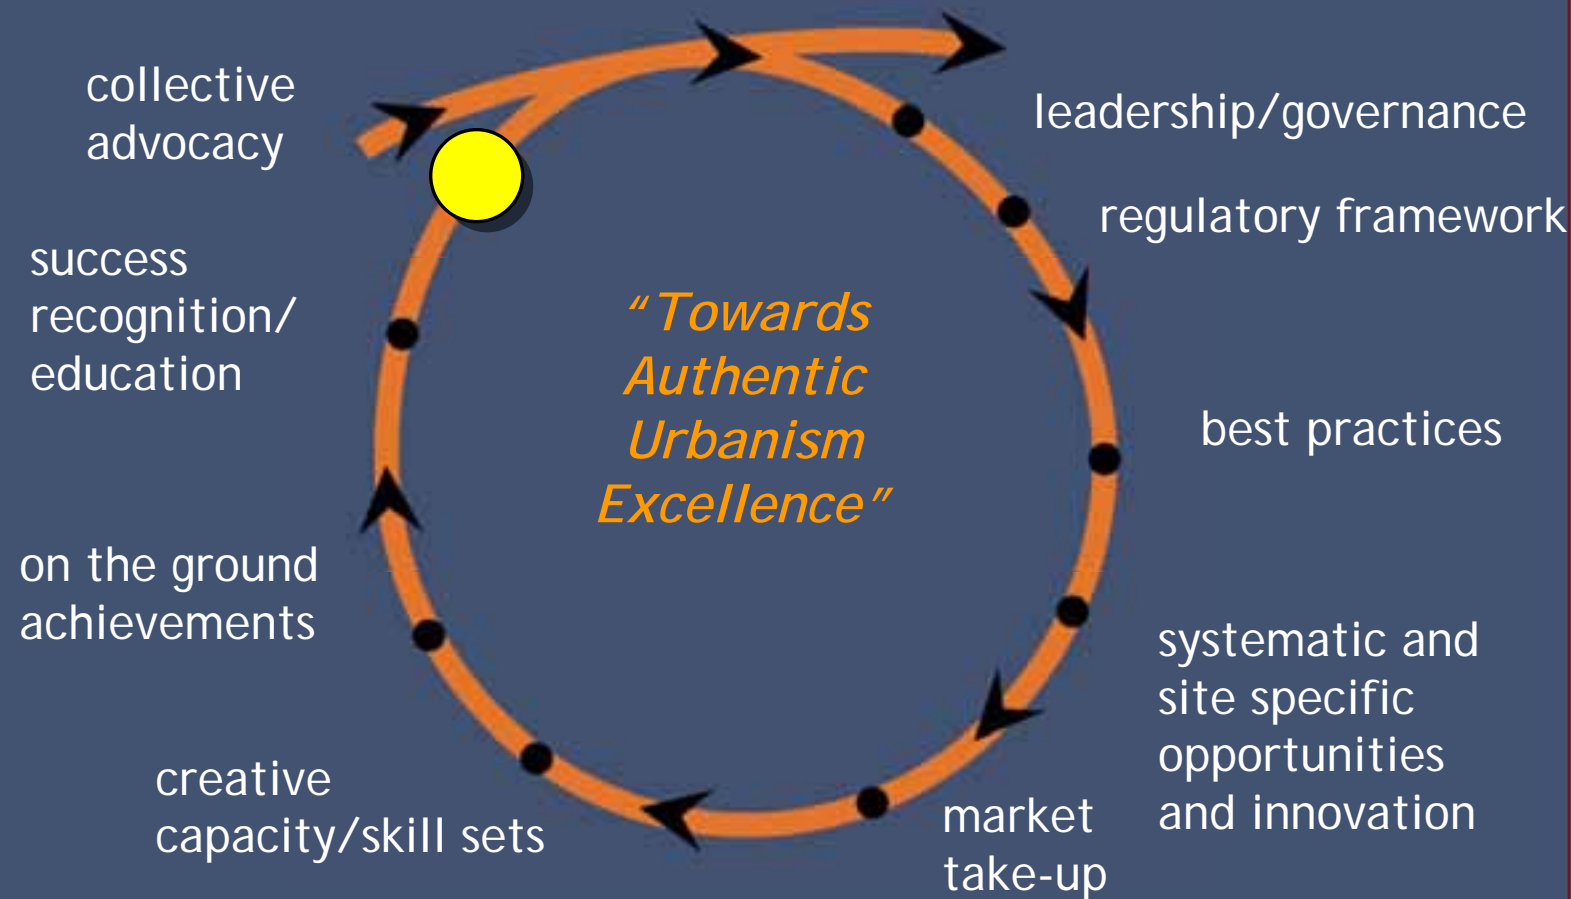 collective
advocacy
leadership/governance
regulatory framework
success
recognition/
education
“Towards
Authentic
Urbanism
Excellence”
best practices
on the ground
achievements
systematic and
site specific
opportunities
and innovation
creative
capacity/skill sets
market
take-up